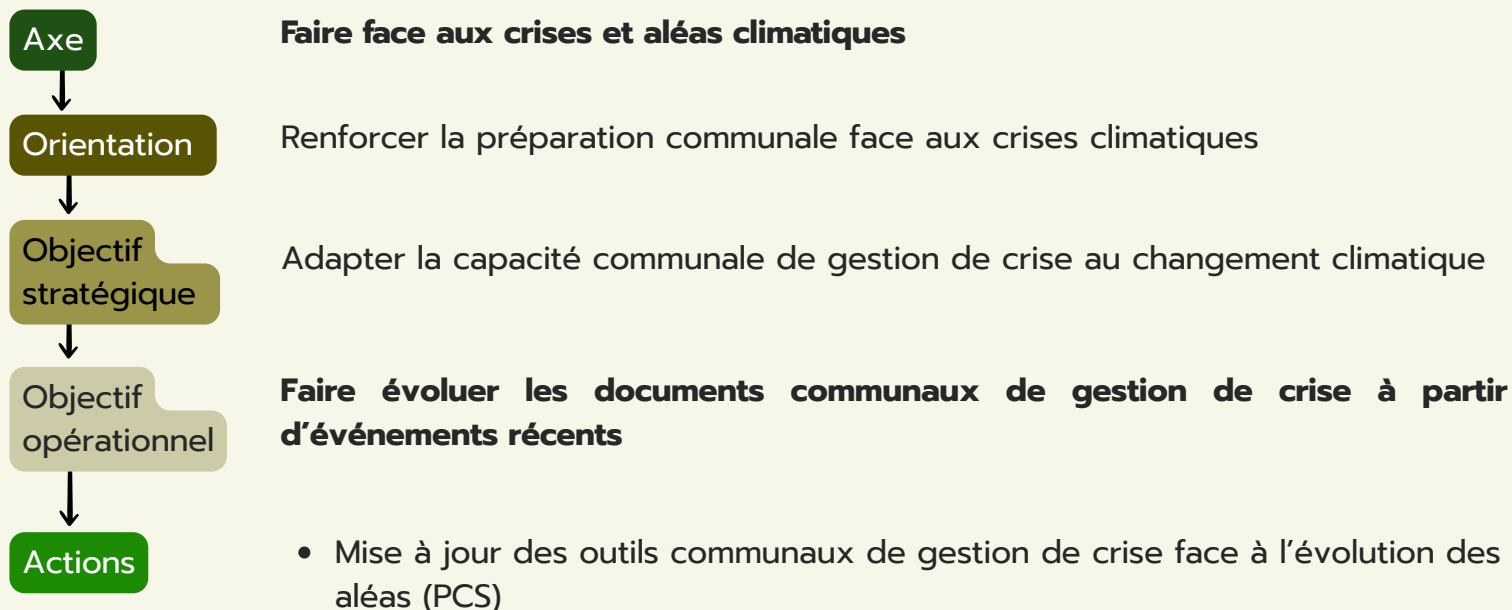 Axe
Faire face aux crises et aléas climatiques
Orientation
Renforcer la préparation communale face aux crises climatiques
Objectif
stratégique
Adapter la capacité communale de gestion de crise au changement climatique
Objectif
opérationnel
Faire évoluer les documents communaux de gestion de crise à partir
d'événements récents
Actions
• Mise à jour des outils communaux de gestion de crise face à l'évolution des
aléas (PCS)